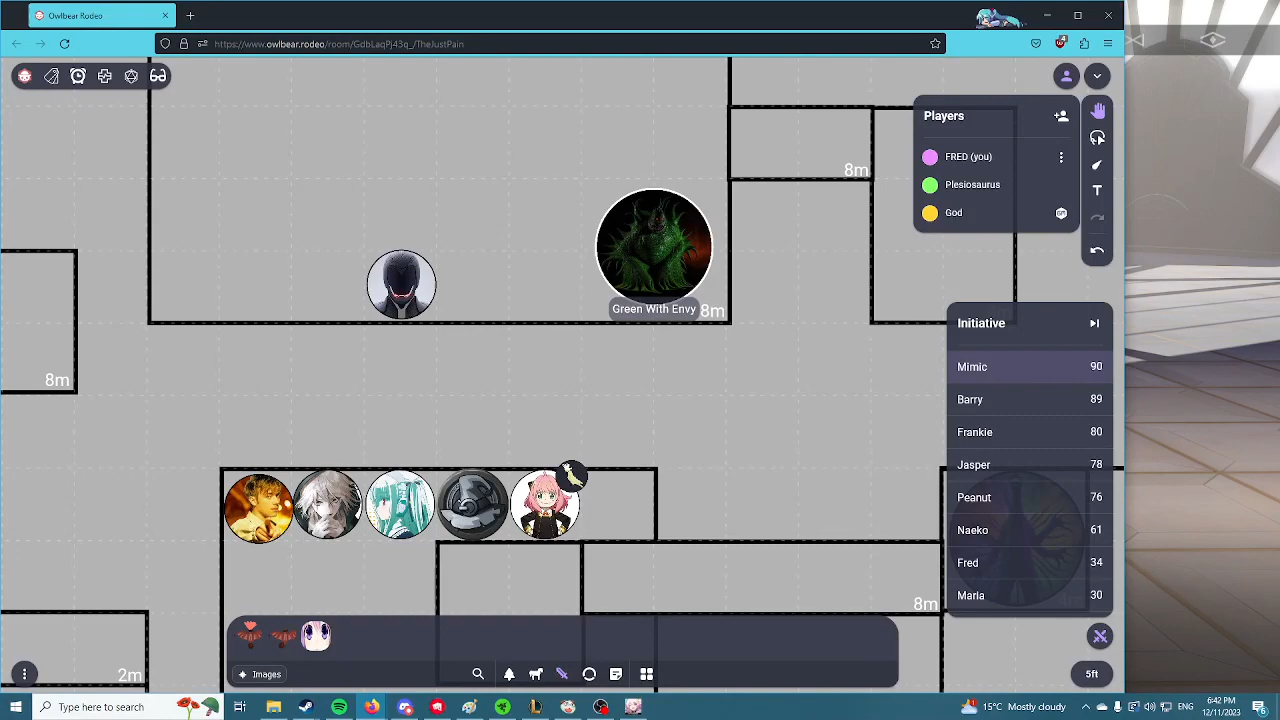 Owlbear Rodeo
https://www.owlbear.rodeo/room/GdbLaqPj43q_/TheJustPain
Players
FRED (you)
Plesiosaurus
God
8m
Green With Envy
8m
8m
Initiative
Mimic 90
Barry 89
Frankie 80
Jasper 78
Peanut 76
Naeko 61
Fred 34
Marla 30
8m
2m
Images
5ft
Type here to search
15°C Mostly cloudy
ENG
6:42 PM
12/11/2023
6